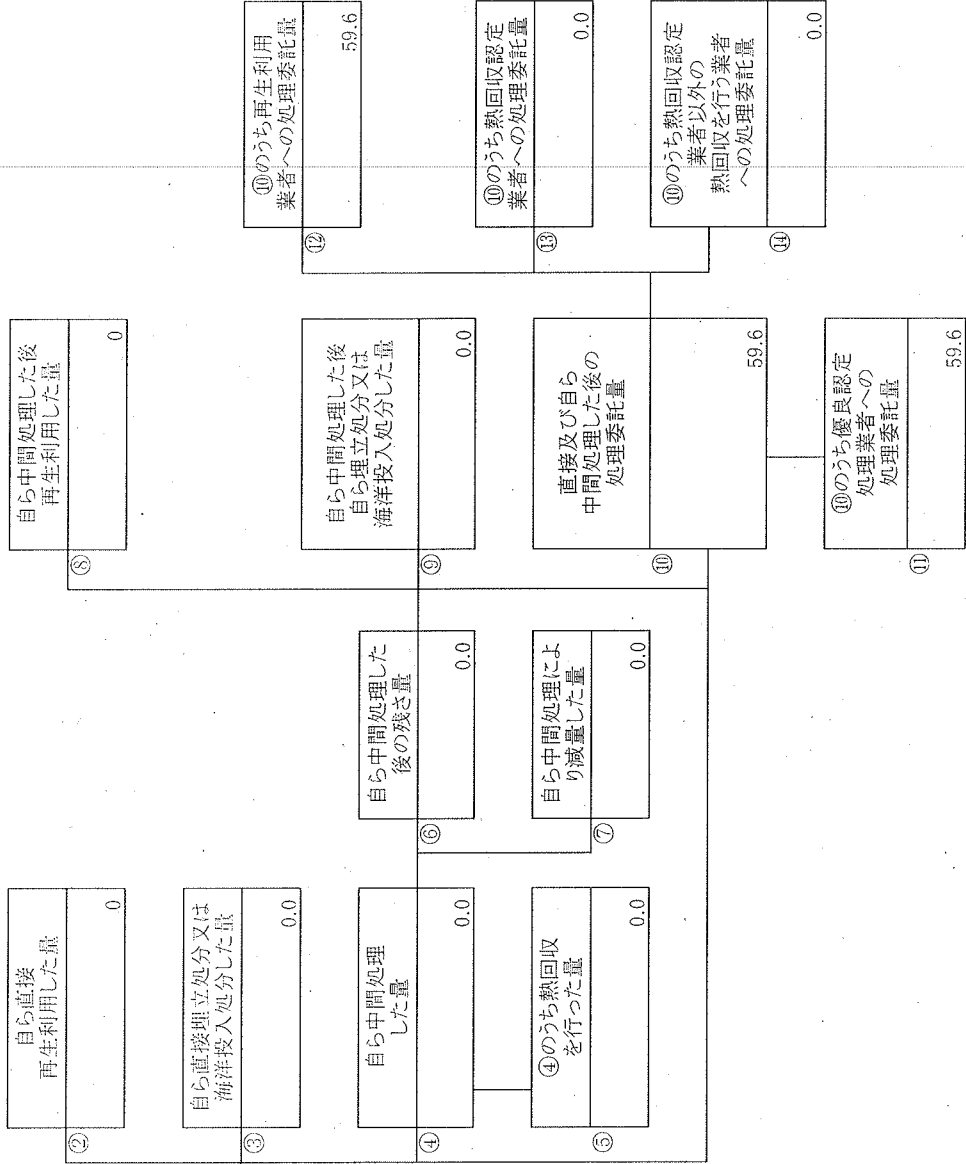 ②
自ら直接
再生利用した量
0
③
自ら直接埋立処分又は
海洋投入処分した量
0.0
④
自ら中間処理
した量
0.0
⑤
④のうち熱回収
を行った量
0.0
⑥
自ら中間処理した
後の残さ量
0.0
⑦
自ら中間処理によ
り減量した量
0.0
⑧
自ら中間処理した後
再生利用した量
0
⑨
自ら中間処理した後
自ら埋立処分又は
海洋投入処分した量
0.0
⑩
直接及び自ら
中間処理した後の
処理委託量
59.6
⑪
⑩のうち優良認定
処理業者への
処理委託量
59.6
⑫
⑩のうち再生利用
業者への処理委託量
59.6
⑬
⑩のうち熱回収認定
業者への処理委託量
0.0
⑭
⑩のうち熱回収認定
業者以外の
熱回収を行う業者
への処理委託量
0.0